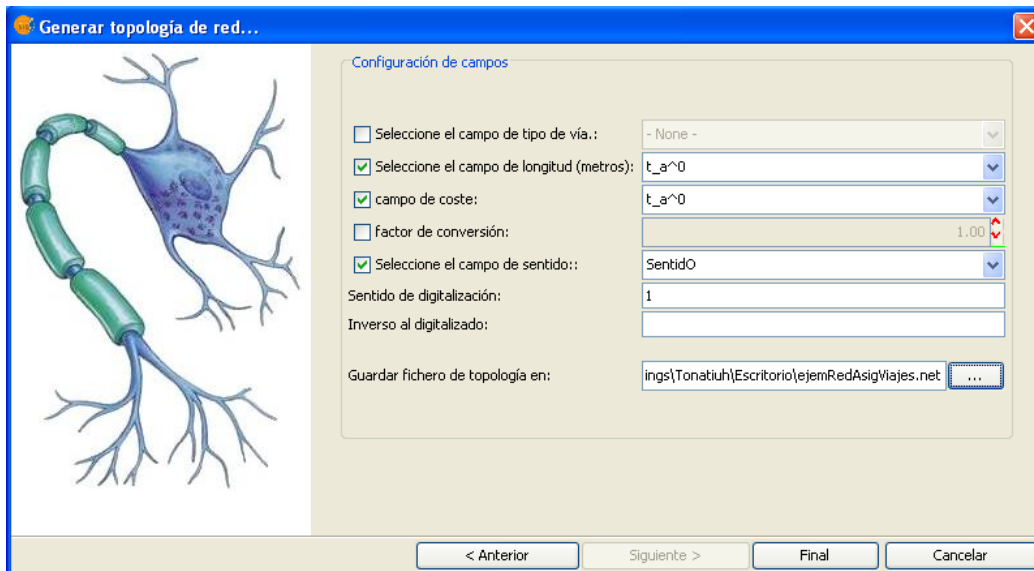 Generar topología de red...
Configuración de campos
Seleccione el campo de tipo de vía.: - None -
Seleccione el campo de longitud (metros): t_a^0
campo de coste: t_a^0
factor de conversión: 1.00
Seleccione el campo de sentido:: SentidO
Sentido de digitalización: 1
Inverso al digitalizado:
Guardar fichero de topología en: ings\Tonatiuh\Escritorio\ejemRedAsigViajes.net ...
< Anterior Siguiente > Final Cancelar